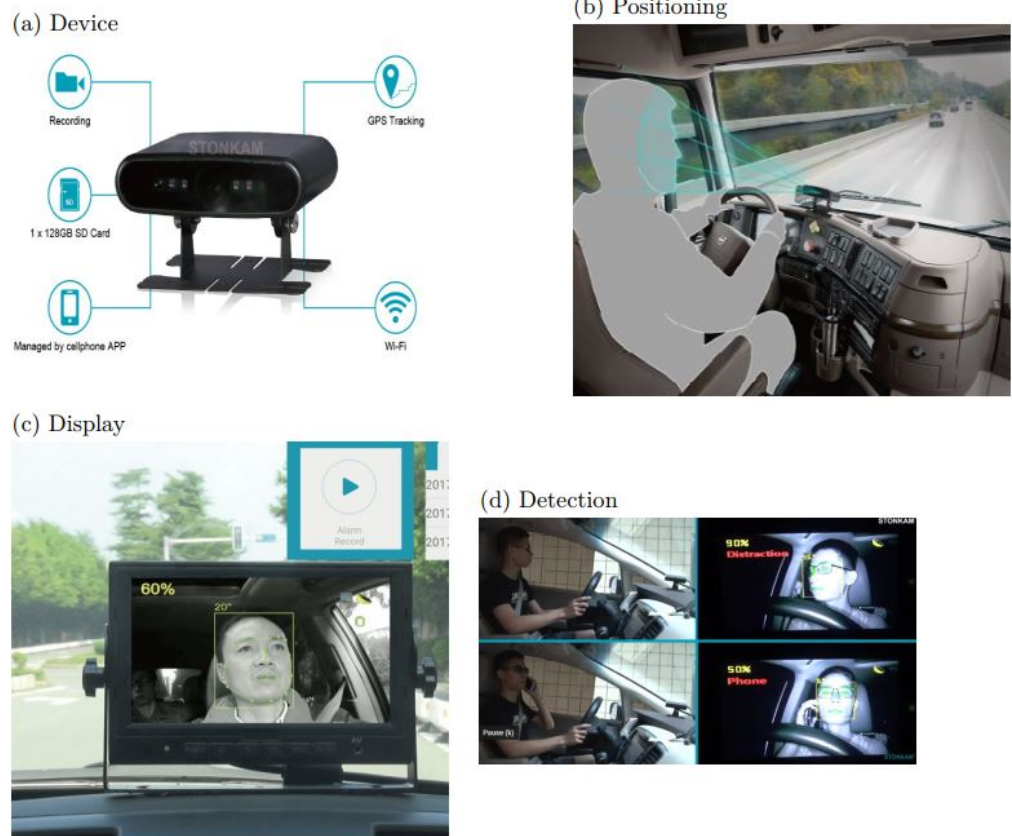 (a) Device
Recording
GPS Tracking
STONKAM
SD
1 x 128GB SD Card
Managed by cellphone APP
Wi-Fi
(b) Positioning
(c) Display
Alarm
Record
2017
2017
2017
60%
20°
AV
(d) Detection
STONKAM
90%
Distraction
50%
Phone
Pause (k)
STONKAM